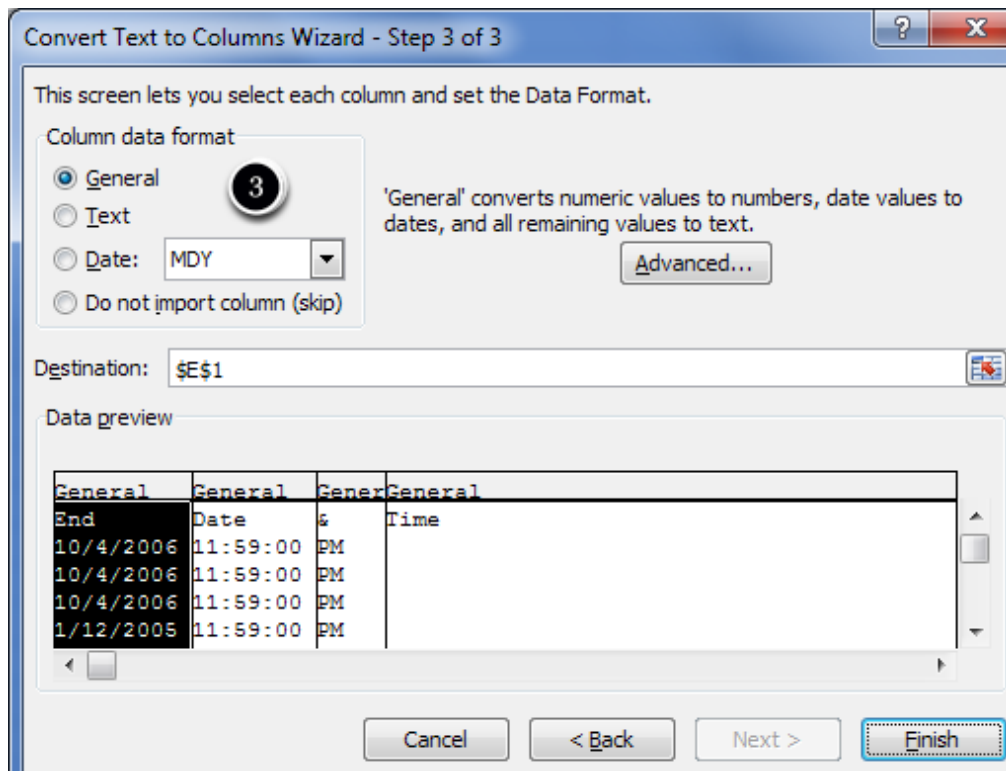 Convert Text to Columns Wizard - Step 3 of 3
?
X
This screen lets you select each column and set the Data Format.
Column data format
General
3
Text
Date: MDY
Do not import column (skip)
'General' converts numeric values to numbers, date values to
dates, and all remaining values to text.
Advanced...
Destination: $E$1
Data preview
General General Gener General
End Date & Time
10/4/2006 11:59:00 PM
10/4/2006 11:59:00 PM
10/4/2006 11:59:00 PM
1/12/2005 11:59:00 PM
Cancel < Back Next > Finish